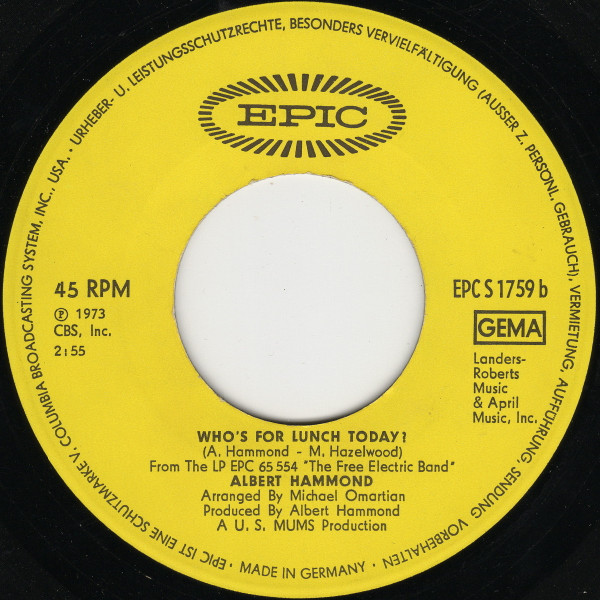 URHEBER- U. LEISTUNGSSCHUTZRECHTE, BESONDERS VERVIELFÄLTIGUNG (AUSSER Z. PERSÖNL. GEBRAUCH), VERMIETUNG, AUFFÜHRUNG, SENDUNG VORBEHALTEN
EPIC
45 RPM
℗ 1973
CBS, Inc.
2:55
EPC S 1759 b
GEMA
Landers-
Roberts
Music
& April
Music, Inc.
WHO'S FOR LUNCH TODAY?
(A. Hammond - M. Hazelwood)
From The LP EPC 65 554 "The Free Electric Band"
ALBERT HAMMOND
Arranged By Michael Omartian
Produced By Albert Hammond
A U. S. MUMS Production
• EPIC IST EINE SCHUTZMARKE V. COLUMBIA BROADCASTING SYSTEM, INC., USA. •
• MADE IN GERMANY •